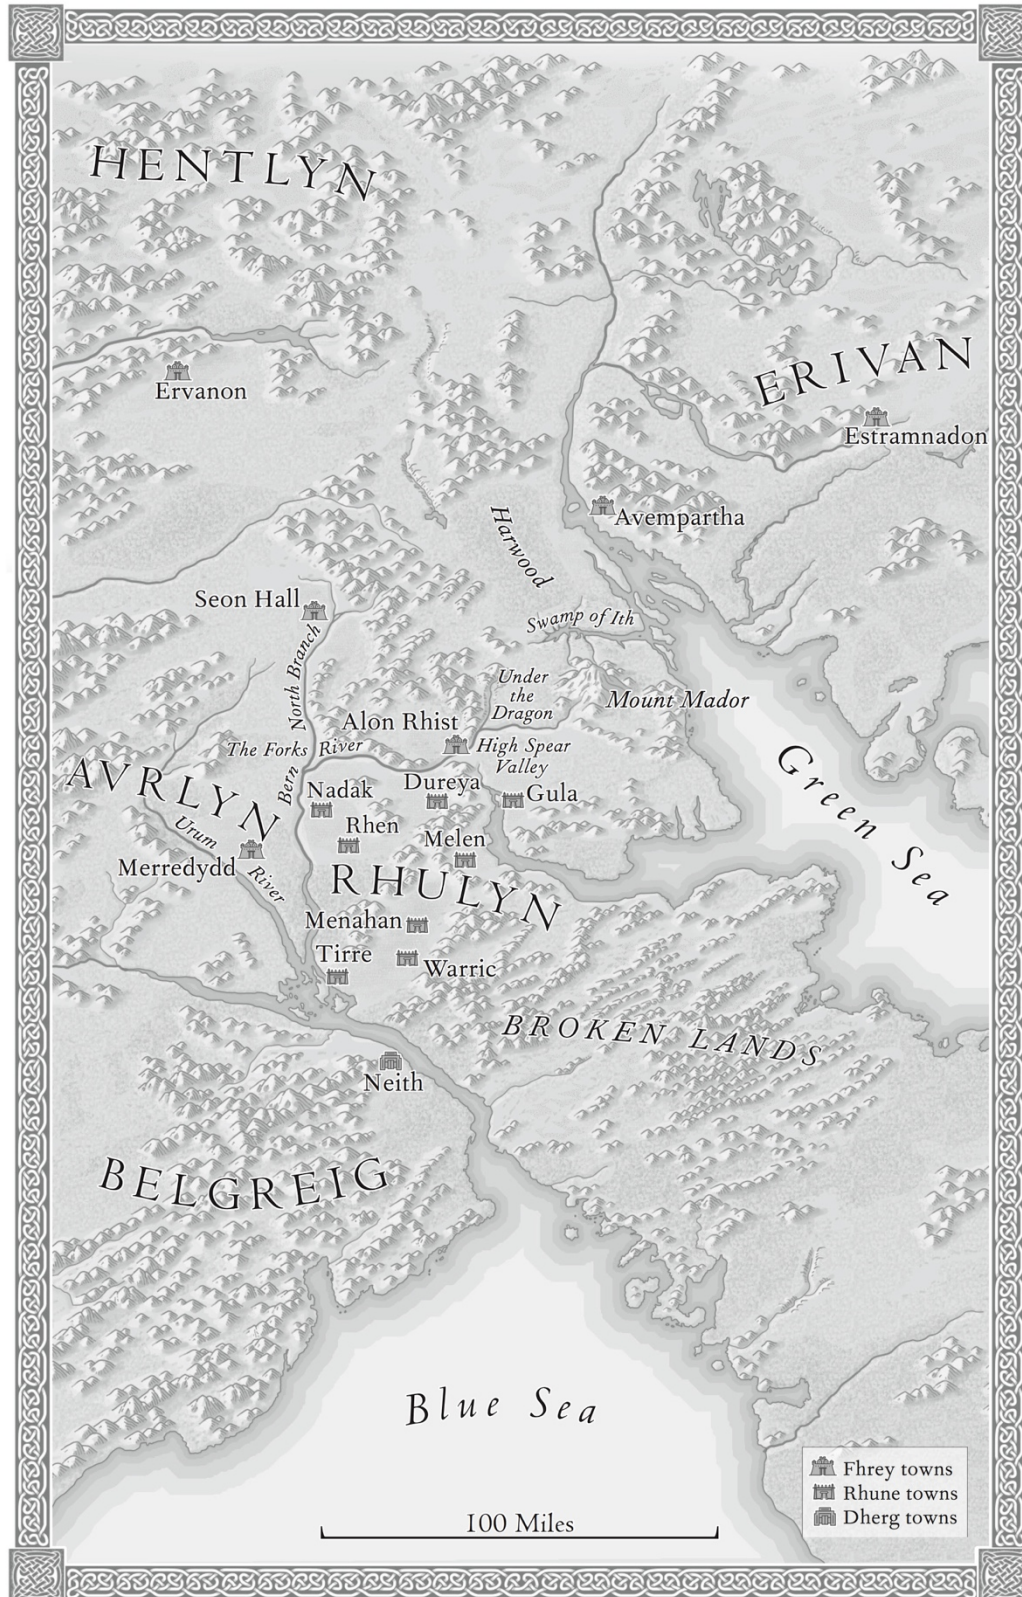 HENTLYN
ERIVAN
Ervanon
Estramnadon
Avempartha
Harwood
Seon Hall
Swamp of Ith
North Branch
Under
the
Dragon
Mount Mador
Alon Rhist
The Forks River
High Spear
Valley
Green Sea
AVRLYN
Bern
Nadak
Dureya
Gula
Urum River
Rhen
Melen
Merredydd
RHULYN
Menahan
Tirre
Warric
BROKEN LANDS
Neith
BELGREIG
Blue Sea
Fhrey towns
Rhune towns
Dherg towns
100 Miles